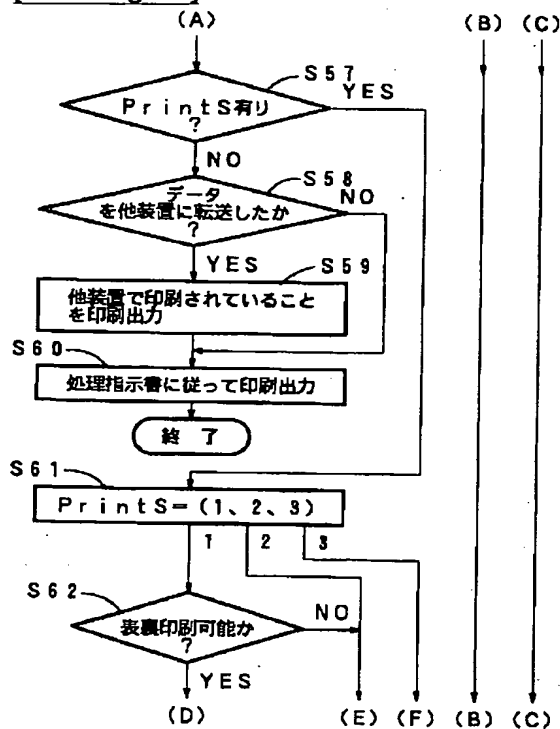 (A)
(B)
(C)
S57
PrintS有り
?
YES
NO
S58
データ
を他装置に転送したか
?
NO
YES
S59
他装置で印刷されていること
を印刷出力
S60
処理指示書に従って印刷出力
終 了
S61
PrintS=(1、2、3)
1
2
3
S62
表裏印刷可能か
?
NO
YES
(D)
(E)
(F)
(B)
(C)